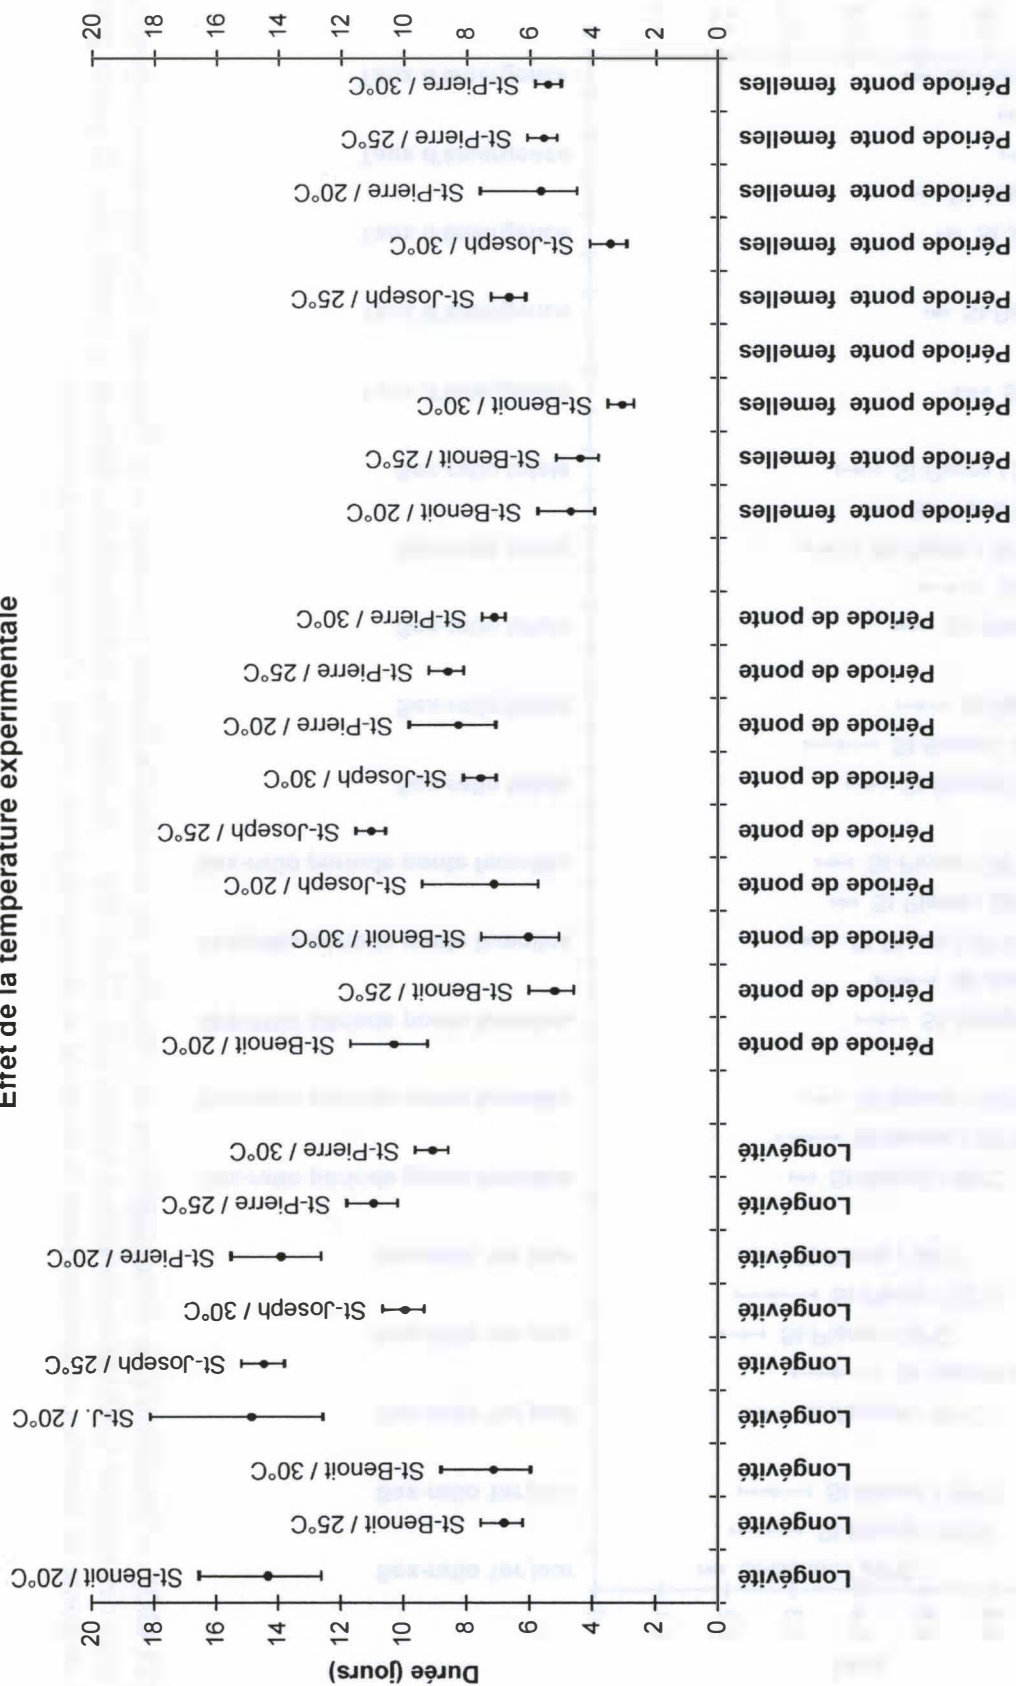 Effet de la température expérimentale
Durée (jours)
20
18
16
14
12
10
8
6
4
2
0
St-Benoit / 20°C
St-Benoit / 25°C
St-Benoit / 30°C
St-J. / 20°C
St-Joseph / 25°C
St-Joseph / 30°C
St-Pierre / 20°C
St-Pierre / 25°C
St-Pierre / 30°C
St-Benoit / 20°C
St-Benoit / 25°C
St-Benoit / 30°C
St-Joseph / 20°C
St-Joseph / 25°C
St-Joseph / 30°C
St-Pierre / 20°C
St-Pierre / 25°C
St-Pierre / 30°C
St-Benoit / 20°C
St-Benoit / 25°C
St-Benoit / 30°C
St-Joseph / 25°C
St-Joseph / 30°C
St-Pierre / 20°C
St-Pierre / 25°C
St-Pierre / 30°C
20
18
16
14
12
10
8
6
4
2
0
Longévité
Longévité
Longévité
Longévité
Longévité
Longévité
Longévité
Longévité
Longévité
Période de ponte
Période de ponte
Période de ponte
Période de ponte
Période de ponte
Période de ponte
Période de ponte
Période de ponte
Période de ponte
Période ponte femelles
Période ponte femelles
Période ponte femelles
Période ponte femelles
Période ponte femelles
Période ponte femelles
Période ponte femelles
Période ponte femelles
Période ponte femelles